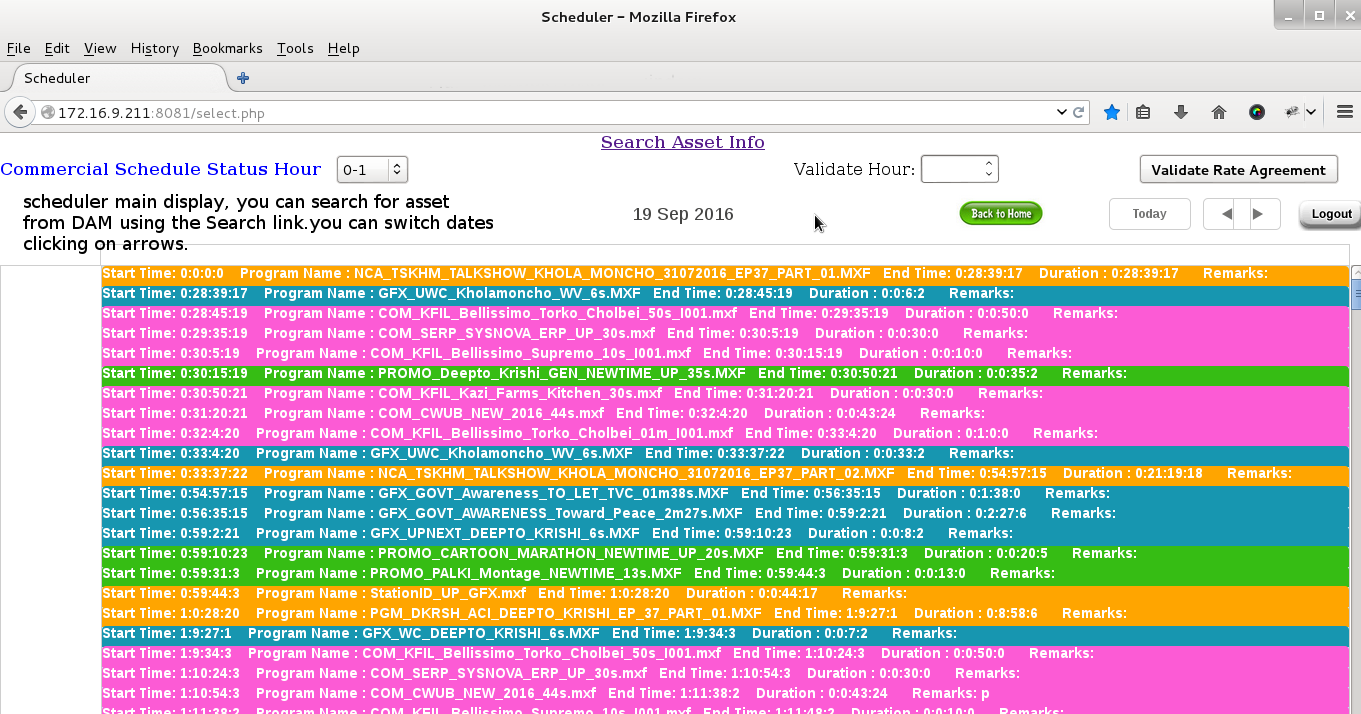 Scheduler – Mozilla Firefox
File Edit View History Bookmarks Tools Help
Scheduler
172.16.9.211:8081/select.php
Search Asset Info
Commercial Schedule Status Hour 0-1 Validate Hour: Validate Rate Agreement
scheduler main display, you can search for asset
from DAM using the Search link.you can switch dates
clicking on arrows.
19 Sep 2016 Back to Home Today Logout
Start Time: 0:0:0:0 Program Name : NCA_TSKHM_TALKSHOW_KHOLA_MONCHO_31072016_EP37_PART_01.MXF End Time: 0:28:39:17 Duration : 0:28:39:17 Remarks:
Start Time: 0:28:39:17 Program Name : GFX_UWC_Kholamoncho_WV_6s.MXF End Time: 0:28:45:19 Duration : 0:0:6:2 Remarks:
Start Time: 0:28:45:19 Program Name : COM_KFIL_Bellissimo_Torko_Cholbei_50s_I001.mxf End Time: 0:29:35:19 Duration : 0:0:50:0 Remarks:
Start Time: 0:29:35:19 Program Name : COM_SERP_SYSNOVA_ERP_UP_30s.mxf End Time: 0:30:5:19 Duration : 0:0:30:0 Remarks:
Start Time: 0:30:5:19 Program Name : COM_KFIL_Bellissimo_Supremo_10s_I001.mxf End Time: 0:30:15:19 Duration : 0:0:10:0 Remarks:
Start Time: 0:30:15:19 Program Name : PROMO_Deepto_Krishi_GEN_NEWTIME_UP_35s.MXF End Time: 0:30:50:21 Duration : 0:0:35:2 Remarks:
Start Time: 0:30:50:21 Program Name : COM_KFIL_Kazi_Farms_Kitchen_30s.mxf End Time: 0:31:20:21 Duration : 0:0:30:0 Remarks:
Start Time: 0:31:20:21 Program Name : COM_CWUB_NEW_2016_44s.mxf End Time: 0:32:4:20 Duration : 0:0:43:24 Remarks:
Start Time: 0:32:4:20 Program Name : COM_KFIL_Bellissimo_Torko_Cholbei_01m_I001.mxf End Time: 0:33:4:20 Duration : 0:1:0:0 Remarks:
Start Time: 0:33:4:20 Program Name : GFX_UWC_Kholamoncho_WV_6s.MXF End Time: 0:33:37:22 Duration : 0:0:33:2 Remarks:
Start Time: 0:33:37:22 Program Name : NCA_TSKHM_TALKSHOW_KHOLA_MONCHO_31072016_EP37_PART_02.MXF End Time: 0:54:57:15 Duration : 0:21:19:18 Remarks:
Start Time: 0:54:57:15 Program Name : GFX_GOVT_Awareness_TO_LET_TVC_01m38s.MXF End Time: 0:56:35:15 Duration : 0:1:38:0 Remarks:
Start Time: 0:56:35:15 Program Name : GFX_GOVT_AWARENESS_Toward_Peace_2m27s.MXF End Time: 0:59:2:21 Duration : 0:2:27:6 Remarks:
Start Time: 0:59:2:21 Program Name : GFX_UPNEXT_DEEPTO_KRISHI_6s.MXF End Time: 0:59:10:23 Duration : 0:0:8:2 Remarks:
Start Time: 0:59:10:23 Program Name : PROMO_CARTOON_MARATHON_NEWTIME_UP_20s.MXF End Time: 0:59:31:3 Duration : 0:0:20:5 Remarks:
Start Time: 0:59:31:3 Program Name : PROMO_PALKI_Montage_NEWTIME_13s.MXF End Time: 0:59:44:3 Duration : 0:0:13:0 Remarks:
Start Time: 0:59:44:3 Program Name : StationID_UP_GFX.mxf End Time: 1:0:28:20 Duration : 0:0:44:17 Remarks:
Start Time: 1:0:28:20 Program Name : PGM_DKRSH_ACI_DEEPTO_KRISHI_EP_37_PART_01.MXF End Time: 1:9:27:1 Duration : 0:8:58:6 Remarks:
Start Time: 1:9:27:1 Program Name : GFX_WC_DEEPTO_KRISHI_6s.MXF End Time: 1:9:34:3 Duration : 0:0:7:2 Remarks:
Start Time: 1:9:34:3 Program Name : COM_KFIL_Bellissimo_Torko_Cholbei_50s_I001.mxf End Time: 1:10:24:3 Duration : 0:0:50:0 Remarks:
Start Time: 1:10:24:3 Program Name : COM_SERP_SYSNOVA_ERP_UP_30s.mxf End Time: 1:10:54:3 Duration : 0:0:30:0 Remarks:
Start Time: 1:10:54:3 Program Name : COM_CWUB_NEW_2016_44s.mxf End Time: 1:11:38:2 Duration : 0:0:43:24 Remarks: p
Start Time: 1:11:38:2 Program Name : COM_KFIL_Bellissimo_Supremo_10s_I001.mxf End Time: 1:11:48:2 Duration : 0:0:10:0 Remarks: